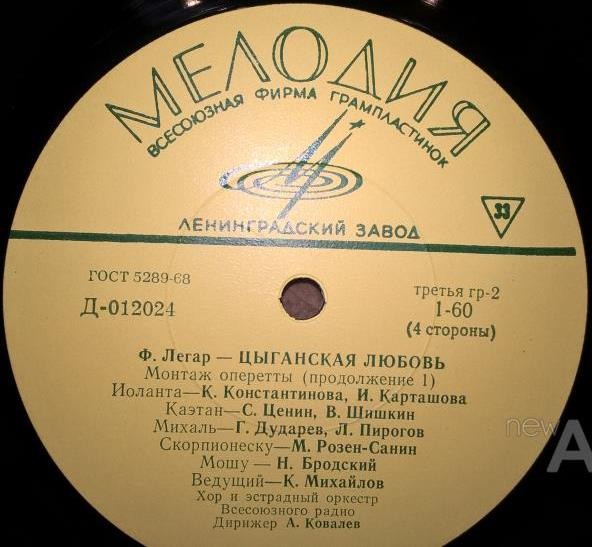 МЕЛОДИЯ
ВСЕСОЮЗНАЯ ФИРМА ГРАМПЛАСТИНОК
ЛЕНИНГРАДСКИЙ ЗАВОД
33
ГОСТ 5289-68
Д-012024
третья гр-2
1-60
(4 стороны)
Ф. Легар — ЦЫГАНСКАЯ ЛЮБОВЬ
Монтаж оперетты (продолжение 1)
Иоланта—К. Константинова, И. Карташова
Каэтан—С. Ценин, В. Шишкин
Михаль—Г. Дударев, Л. Пирогов
Скорпионеску—М. Розен-Санин
Мошу — Н. Бродский
Ведущий—К. Михайлов
Хор и эстрадный оркестр
Всесоюзного радио
Дирижер А. Ковалев
new